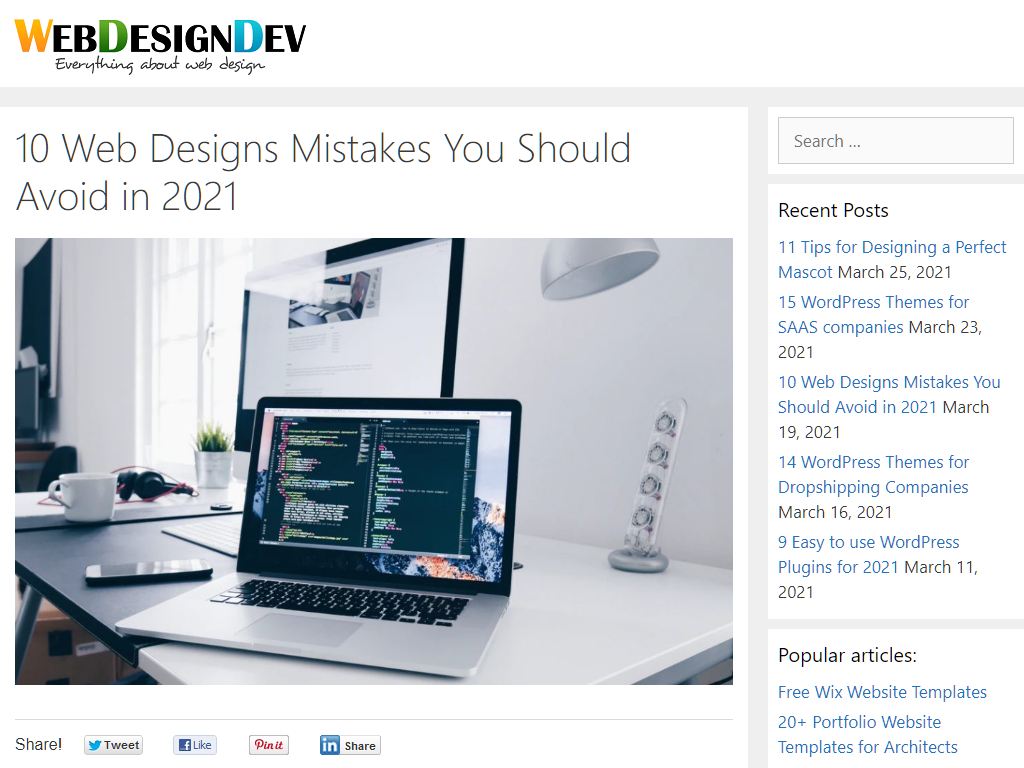 WEBDESIGNDEV
Everything about web design
10 Web Designs Mistakes You Should
Avoid in 2021
Share!
Tweet
Like
Pin it
Share
Search ...
Recent Posts
11 Tips for Designing a Perfect
Mascot March 25, 2021
15 WordPress Themes for
SAAS companies March 23,
2021
10 Web Designs Mistakes You
Should Avoid in 2021 March
19, 2021
14 WordPress Themes for
Dropshipping Companies
March 16, 2021
9 Easy to use WordPress
Plugins for 2021 March 11,
2021
Popular articles:
Free Wix Website Templates
20+ Portfolio Website
Templates for Architects